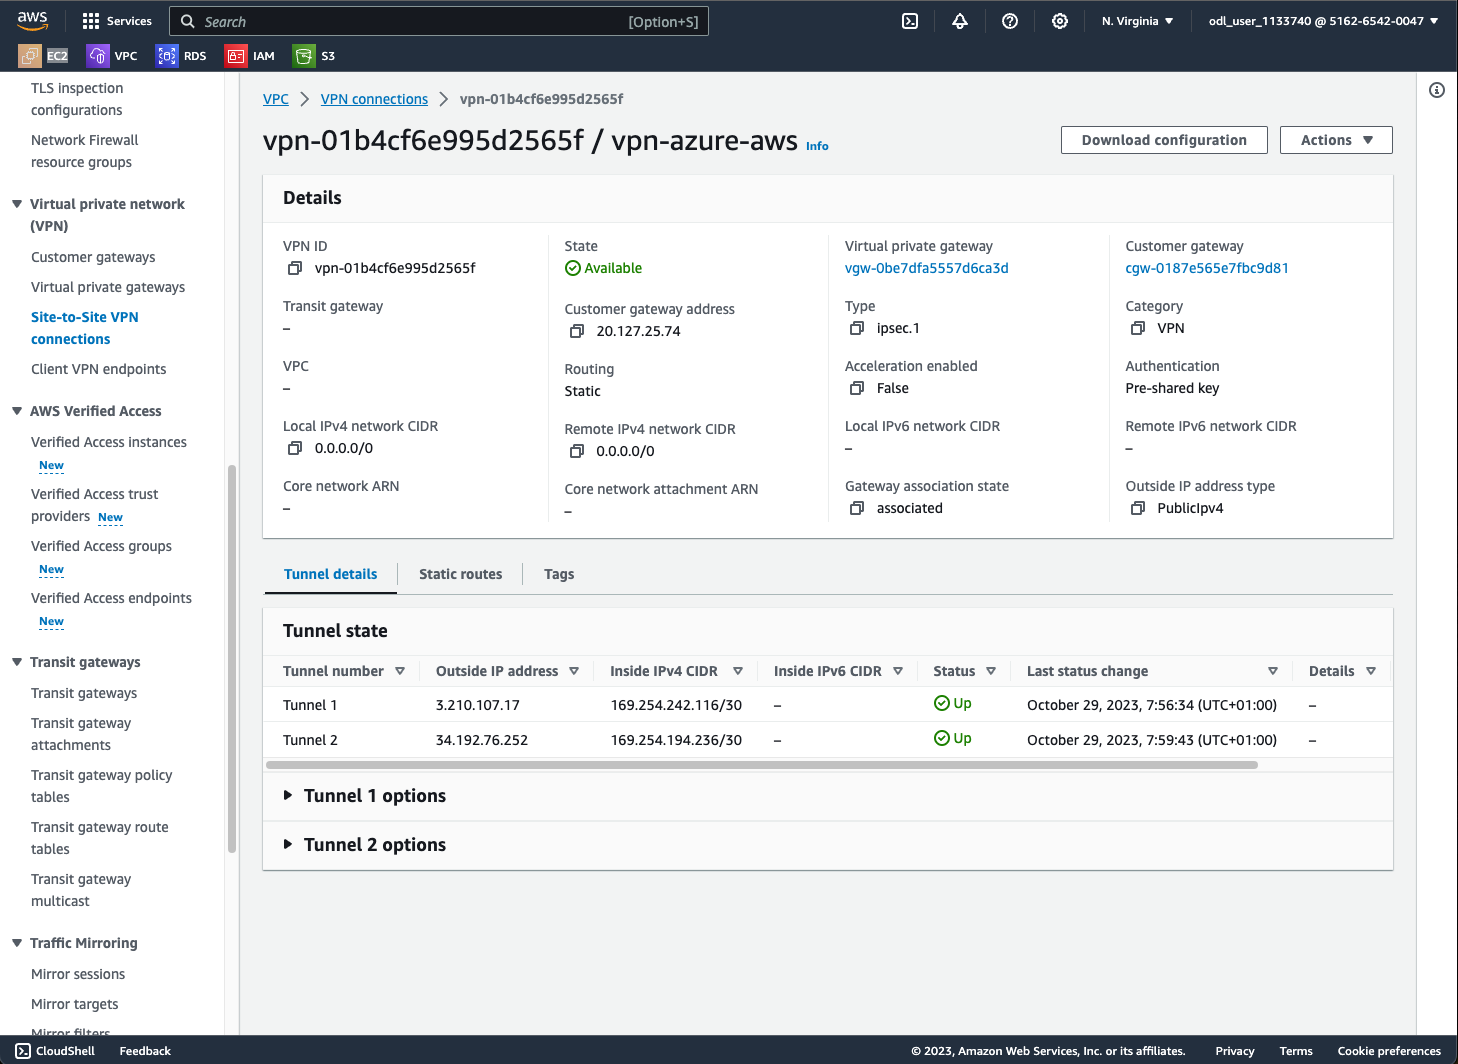 aws
Services
Search
[Option+S]
N. Virginia
odl_user_1133740 @ 5162-6542-0047
EC2
VPC
RDS
IAM
S3
TLS inspection
configurations
Network Firewall
resource groups
Virtual private network
(VPN)
Customer gateways
Virtual private gateways
Site-to-Site VPN
connections
Client VPN endpoints
AWS Verified Access
Verified Access instances
New
Verified Access trust
providers New
Verified Access groups
New
Verified Access endpoints
New
Transit gateways
Transit gateways
Transit gateway
attachments
Transit gateway policy
tables
Transit gateway route
tables
Transit gateway
multicast
Traffic Mirroring
Mirror sessions
Mirror targets
Mirror filters
VPC
VPN connections
vpn-01b4cf6e995d2565f
vpn-01b4cf6e995d2565f / vpn-azure-aws Info
Download configuration
Actions
Details
VPN ID
vpn-01b4cf6e995d2565f
Transit gateway
–
VPC
–
Local IPv4 network CIDR
0.0.0.0/0
Core network ARN
–
State
Available
Customer gateway address
20.127.25.74
Routing
Static
Remote IPv4 network CIDR
0.0.0.0/0
Core network attachment ARN
–
Virtual private gateway
vgw-0be7dfa5557d6ca3d
Type
ipsec.1
Acceleration enabled
False
Local IPv6 network CIDR
–
Gateway association state
associated
Customer gateway
cgw-0187e565e7fbc9d81
Category
VPN
Authentication
Pre-shared key
Remote IPv6 network CIDR
–
Outside IP address type
PublicIpv4
Tunnel details
Static routes
Tags
Tunnel state
Tunnel number Outside IP address Inside IPv4 CIDR Inside IPv6 CIDR Status Last status change Details
Tunnel 1 3.210.107.17 169.254.242.116/30 – Up October 29, 2023, 7:56:34 (UTC+01:00) –
Tunnel 2 34.192.76.252 169.254.194.236/30 – Up October 29, 2023, 7:59:43 (UTC+01:00) –
Tunnel 1 options
Tunnel 2 options
CloudShell
Feedback
© 2023, Amazon Web Services, Inc. or its affiliates.
Privacy
Terms
Cookie preferences